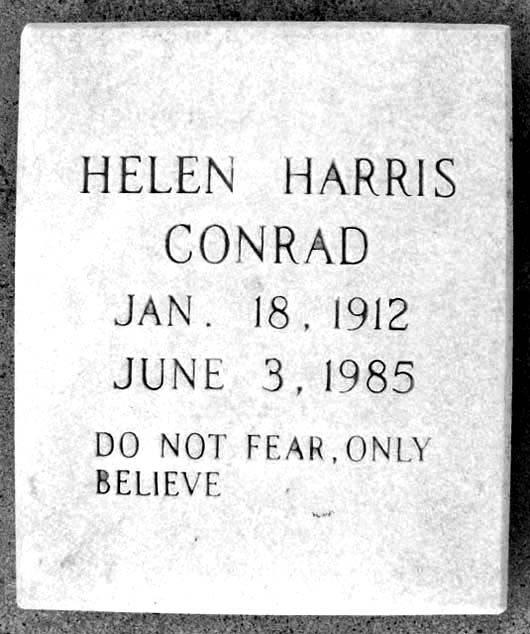 HELEN HARRIS
CONRAD
JAN. 18, 1912
JUNE 3, 1985
DO NOT FEAR, ONLY
BELIEVE